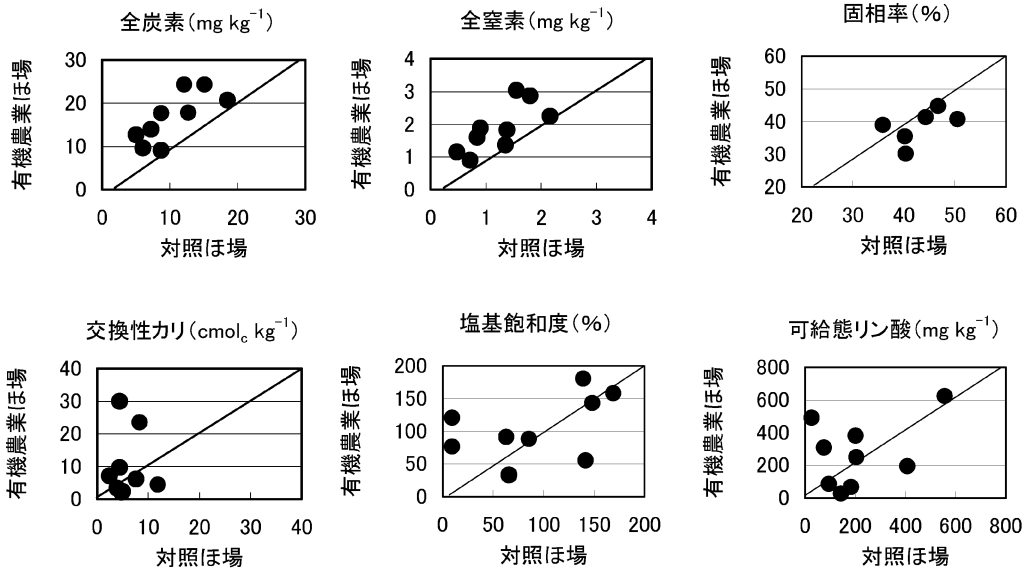 全炭素（mg kg⁻¹）
有機農業ほ場
30
20
10
0
0 10 20 30
対照ほ場
全窒素（mg kg⁻¹）
有機農業ほ場
4
3
2
1
0
0 1 2 3 4
対照ほ場
固相率（%）
有機農業ほ場
60
50
40
30
20
20 30 40 50 60
対照ほ場
交換性カリ（cmolc kg⁻¹）
有機農業ほ場
40
30
20
10
0
0 10 20 30 40
対照ほ場
塩基飽和度（%）
有機農業ほ場
200
150
100
50
0
0 50 100 150 200
対照ほ場
可給態リン酸（mg kg⁻¹）
有機農業ほ場
800
600
400
200
0
0 200 400 600 800
対照ほ場